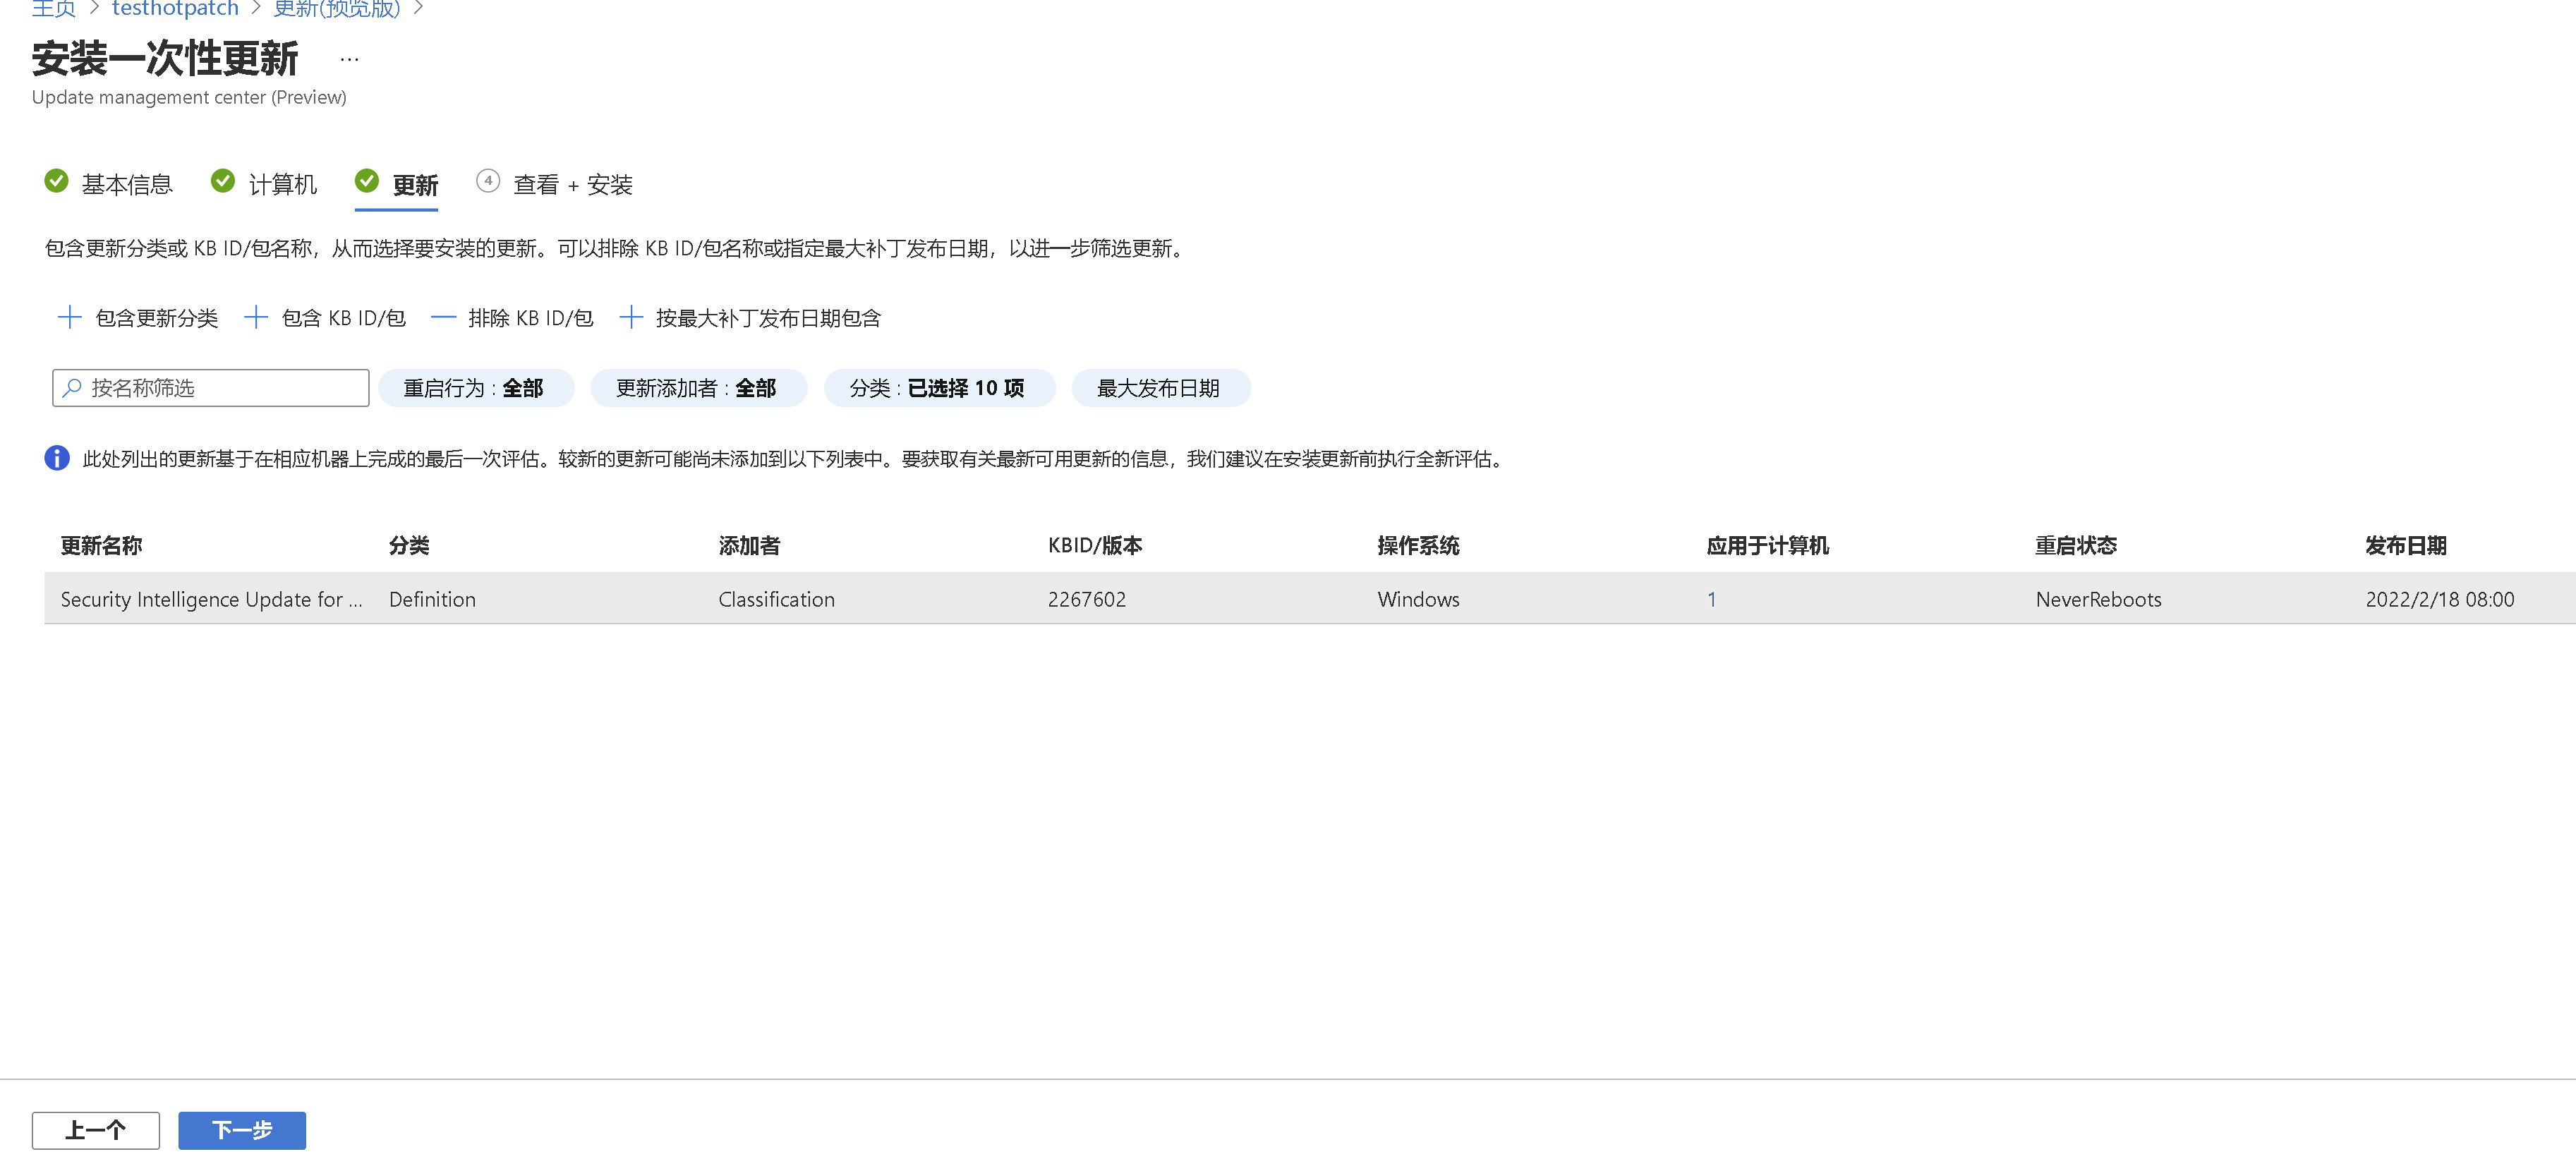 主页 > testhotpatch > 更新(预览版) >
安装一次性更新 ...
Update management center (Preview)
基本信息 计算机 更新 4 查看 + 安装
包含更新分类或 KB ID/包名称，从而选择要安装的更新。可以排除 KB ID/包名称或指定最大补丁发布日期，以进一步筛选更新。
+ 包含更新分类 + 包含 KB ID/包 — 排除 KB ID/包 + 按最大补丁发布日期包含
按名称筛选 重启行为 : 全部 更新添加者 : 全部 分类 : 已选择 10 项 最大发布日期
此处列出的更新基于在相应机器上完成的最后一次评估。较新的更新可能尚未添加到以下列表中。要获取有关最新可用更新的信息，我们建议在安装更新前执行全新评估。
更新名称 分类 添加者 KBID/版本 操作系统 应用于计算机 重启状态 发布日期
Security Intelligence Update for ... Definition Classification 2267602 Windows 1 NeverReboots 2022/2/18 08:00
上一个 下一步